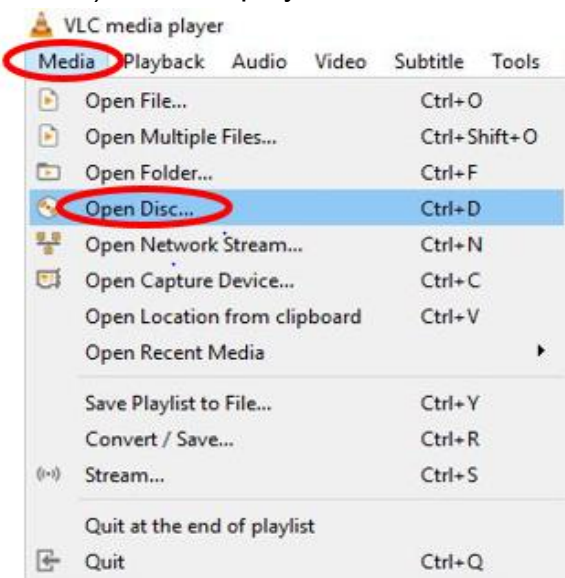 VLC media player
Media Playback Audio Video Subtitle Tools
Open File... Ctrl+O
Open Multiple Files... Ctrl+Shift+O
Open Folder... Ctrl+F
Open Disc... Ctrl+D
Open Network Stream... Ctrl+N
Open Capture Device... Ctrl+C
Open Location from clipboard Ctrl+V
Open Recent Media
Save Playlist to File... Ctrl+Y
Convert / Save... Ctrl+R
Stream... Ctrl+S
Quit at the end of playlist
Quit Ctrl+Q